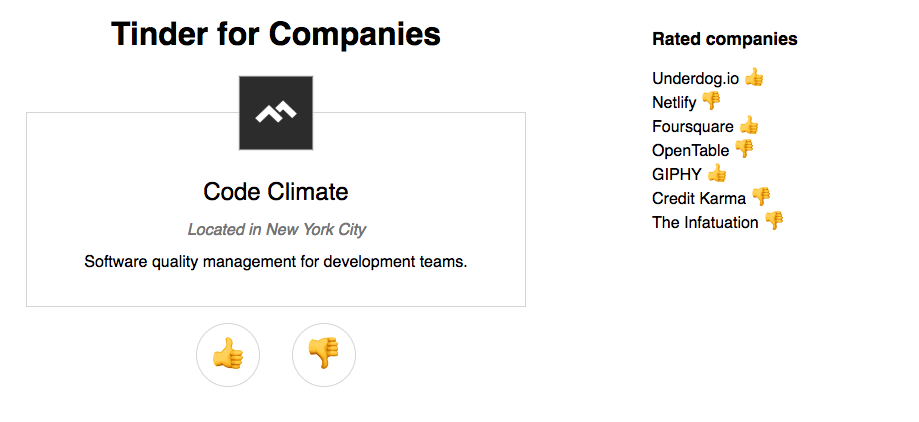 Tinder for Companies
Code Climate
Located in New York City
Software quality management for development teams.
Rated companies
Underdog.io 👍
Netlify 👎
Foursquare 👍
OpenTable 👎
GIPHY 👍
Credit Karma 👎
The Infatuation 👎